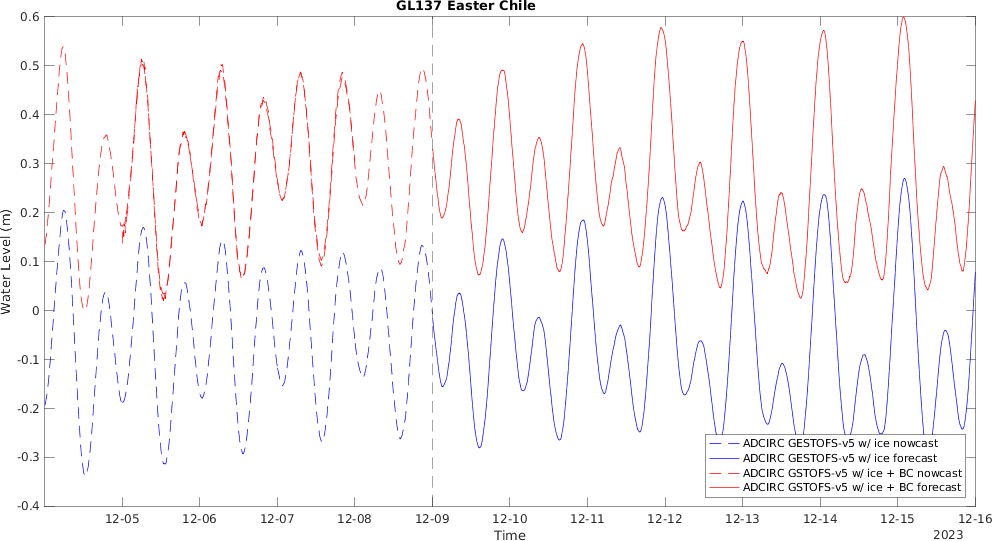 GL137 Easter Chile
0.6
0.5
0.4
0.3
0.2
0.1
0
-0.1
-0.2
-0.3
-0.4
Water Level (m)
ADCIRC GESTOFS-v5 w/ ice nowcast
ADCIRC GESTOFS-v5 w/ ice forecast
ADCIRC GSTOFS-v5 w/ ice + BC nowcast
ADCIRC GSTOFS-v5 w/ ice + BC forecast
12-05 12-06 12-07 12-08 12-09 12-10 12-11 12-12 12-13 12-14 12-15 12-16
Time
2023